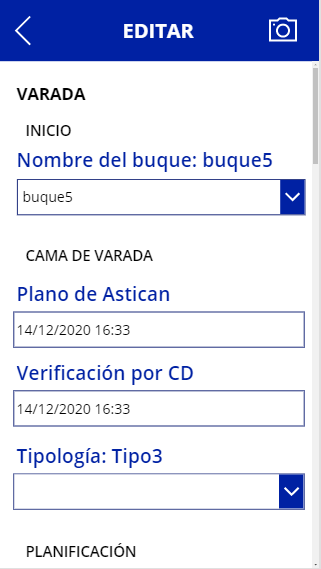 EDITAR
VARADA
INICIO
Nombre del buque: buque5
buque5
CAMA DE VARADA
Plano de Astican
14/12/2020 16:33
Verificación por CD
14/12/2020 16:33
Tipología: Tipo3
PLANIFICACIÓN